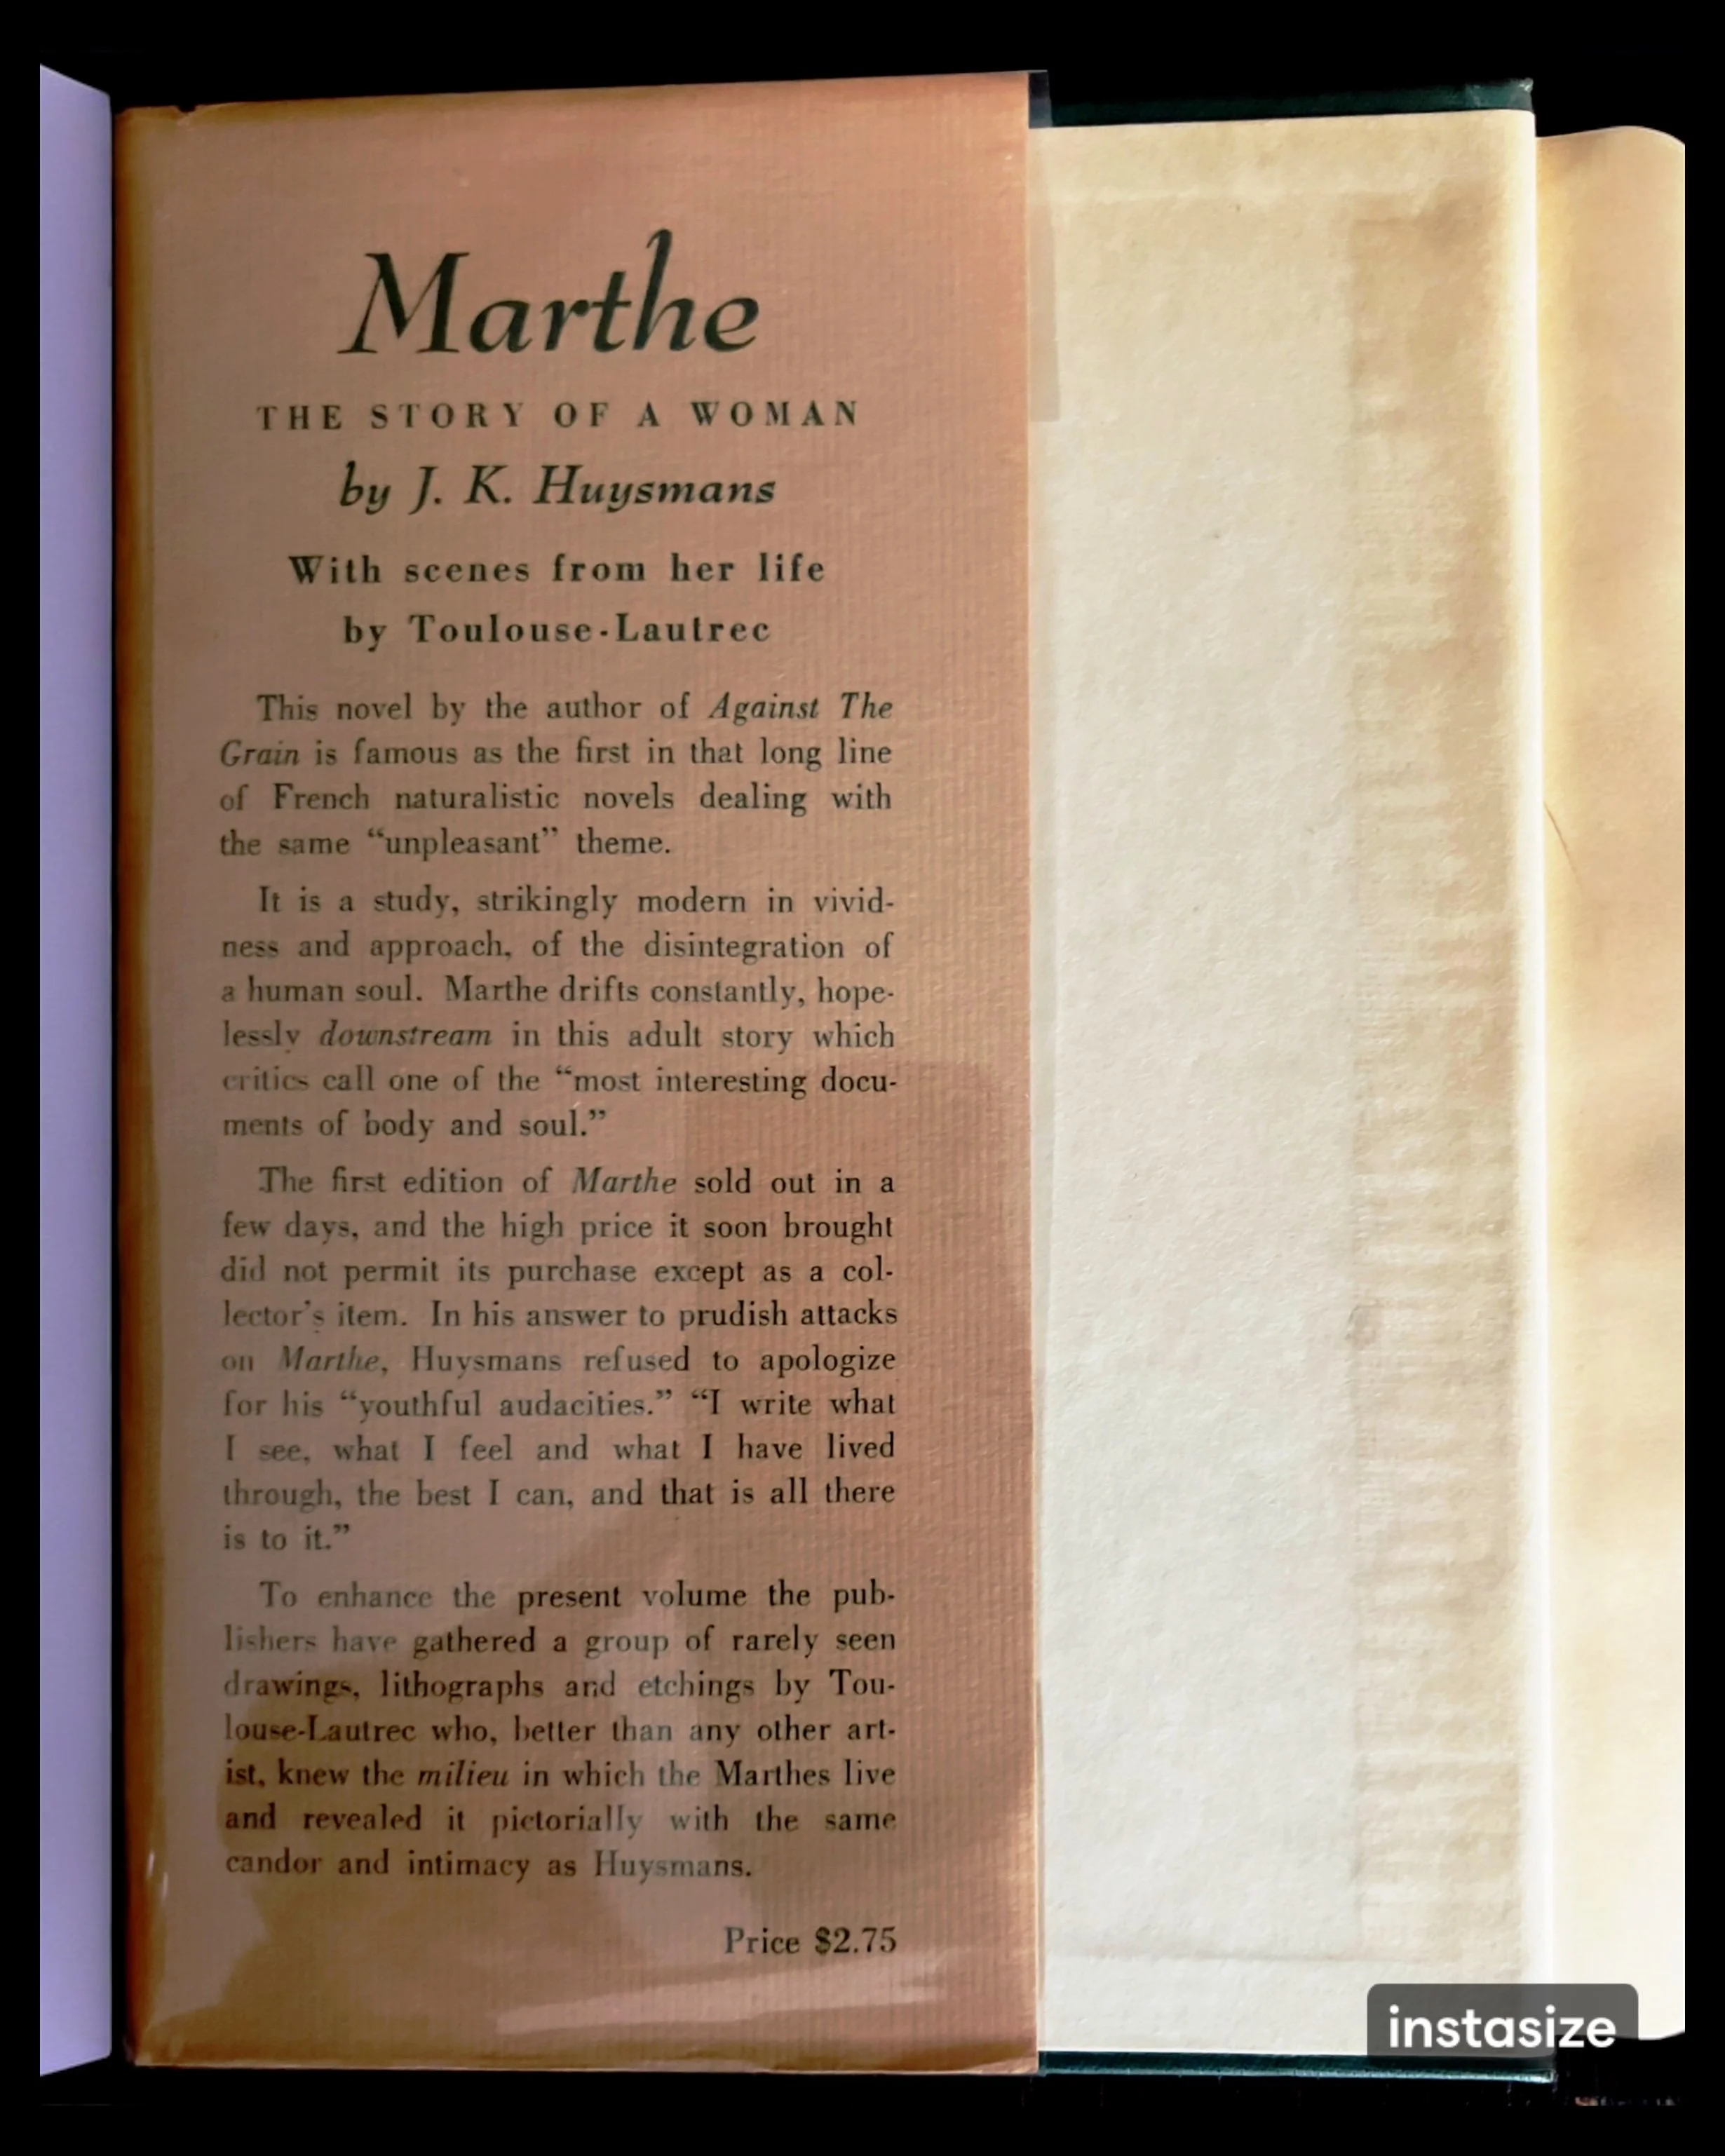 Marthe
THE STORY OF A WOMAN
by J. K. Huysmans
With scenes from her life
by Toulouse-Lautrec
This novel by the author of Against The
Grain is famous as the first in that long line
of French naturalistic novels dealing with
the same “unpleasant” theme.
It is a study, strikingly modern in vivid-
ness and approach, of the disintegration of
a human soul. Marthe drifts constantly, hope-
lessly downstream in this adult story which
critics call one of the “most interesting docu-
ments of body and soul.”
The first edition of Marthe sold out in a
few days, and the high price it soon brought
did not permit its purchase except as a col-
lector's item. In his answer to prudish attacks
on Marthe, Huysmans refused to apologize
for his “youthful audacities.” “I write what
I see, what I feel and what I have lived
through, the best I can, and that is all there
is to it.”
To enhance the present volume the pub-
lishers have gathered a group of rarely seen
drawings, lithographs and etchings by Tou-
louse-Lautrec who, better than any other art-
ist, knew the milieu in which the Marthes live
and revealed it pictorially with the same
candor and intimacy as Huysmans.
Price $2.75
instasize